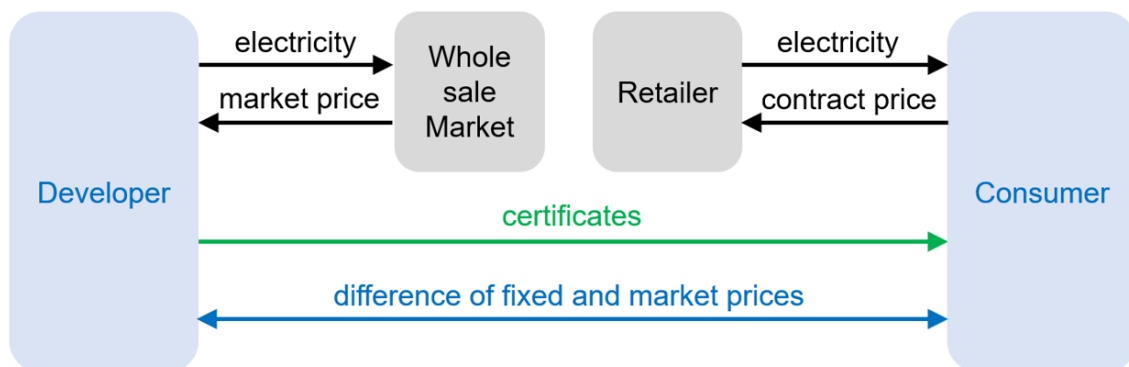 electricity
market price
Whole
sale
Market
Retailer
electricity
contract price
Developer
Consumer
certificates
difference of fixed and market prices